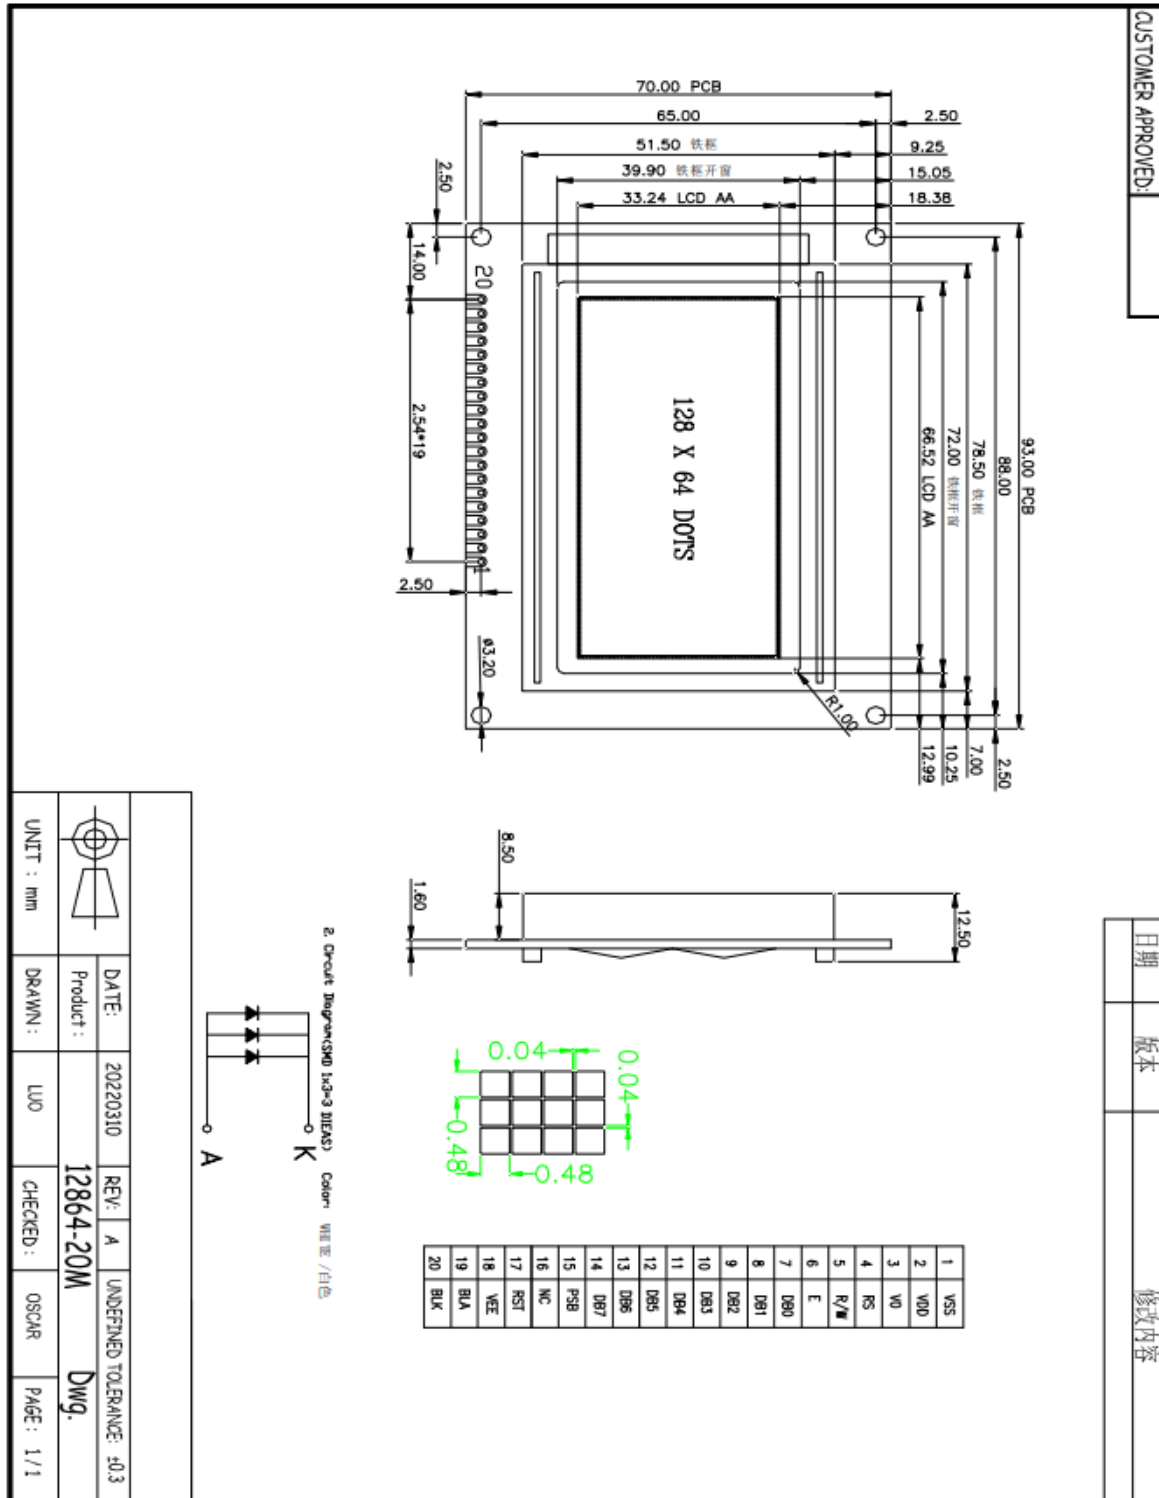 CUSTOMER APPROVED:
70.00 PCB
65.00
2.50
51.50 铁框
9.25
39.90 铁框开窗
15.05
33.24 LCD AA
18.38
2.50
14.00
20
2.54*19
1
2.50
ø3.20
128 X 64 DOTS
93.00 PCB
88.00
78.50 铁框
72.00 铁框开窗
66.52 LCD AA
R1.00
2.50
7.00
10.25
12.99
8.50
1.60
12.50
日期
版本
修改内容
2. Circuit Diagram(SMD 1x3=3 DIEAS) Color: WHITE /白色
A
K
0.04
0.04
0.48
0.48
1 VSS
2 VDD
3 V0
4 RS
5 R/W
6 E
7 DB0
8 DB1
9 DB2
10 DB3
11 DB4
12 DB5
13 DB6
14 DB7
15 PSB
16 NC
17 RST
18 VEE
19 BLA
20 BLK
DATE: 20220310 REV: A UNDEFINED TOLERANCE: ±0.3
Product: 12864-20M Dwg.
UNIT : mm DRAWN: LUO CHECKED: OSCAR PAGE: 1/1